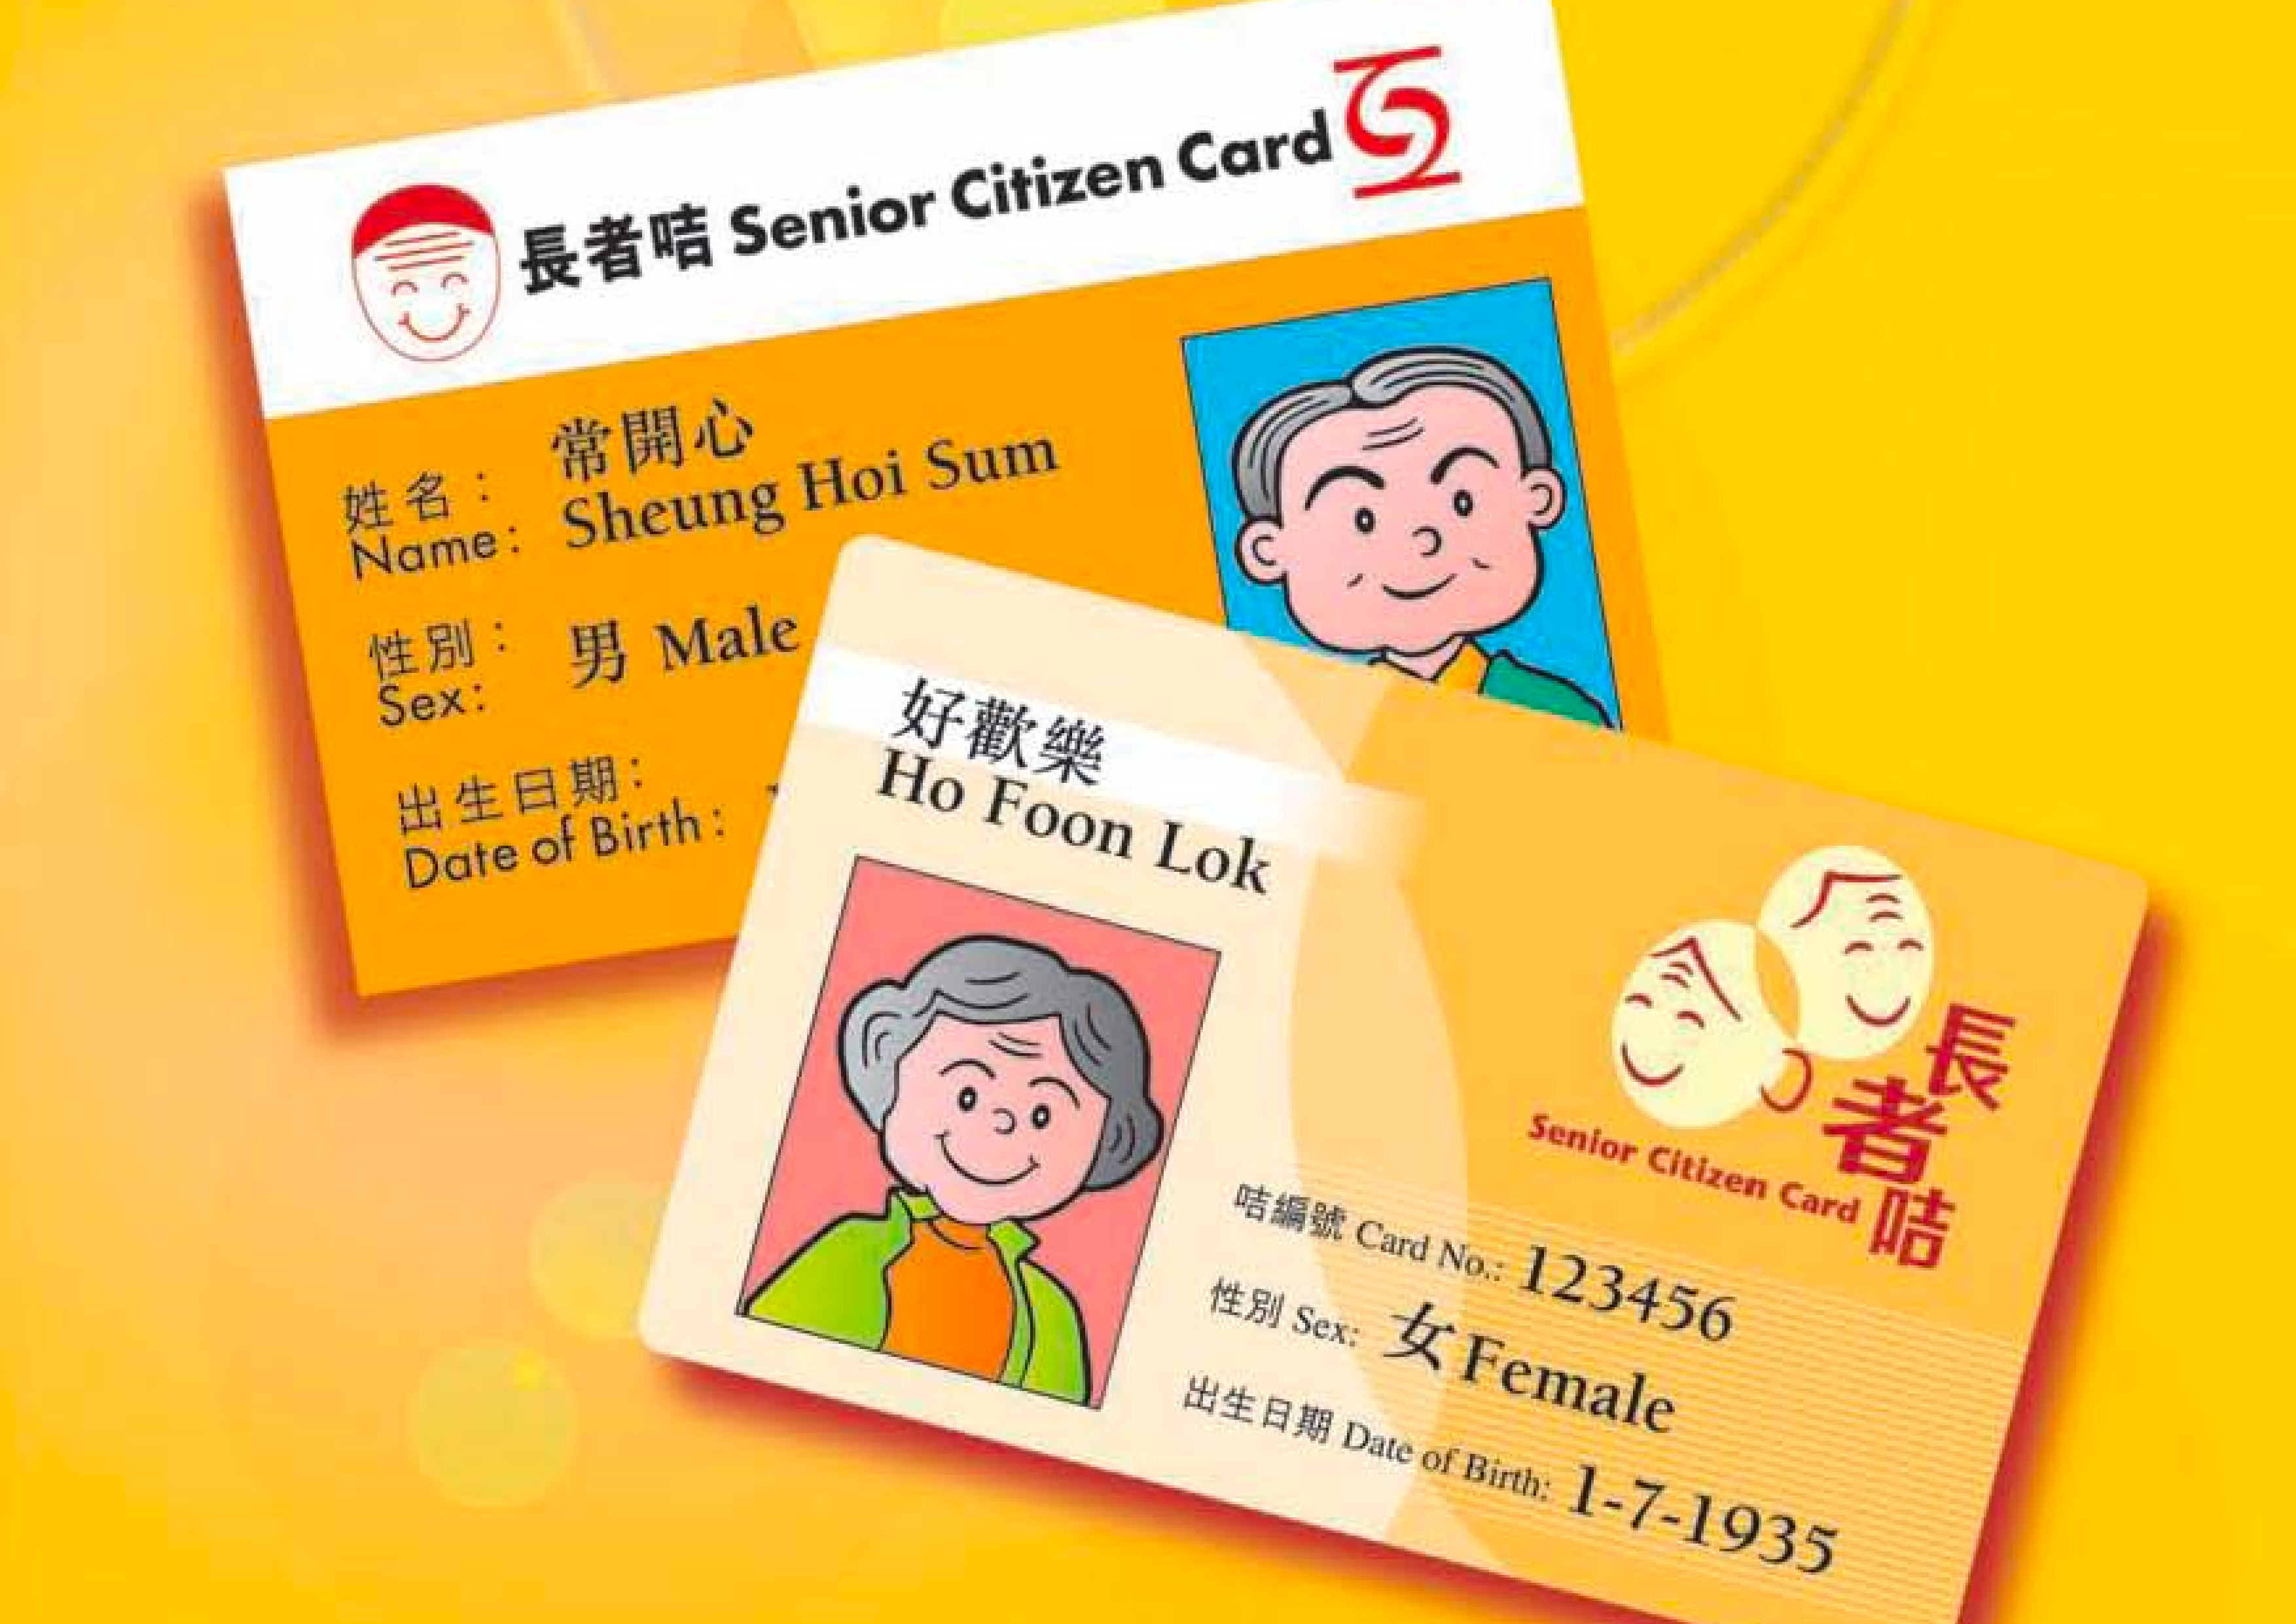 長者咭 Senior Citizen Card
姓名：
Name:
常開心
Sheung Hoi Sum
性別：
Sex:
男 Male
出生日期：
Date of Birth:
好歡樂
Ho Foon Lok
長者咭
Senior Citizen Card
咭編號 Card No.: 123456
性別 Sex: 女 Female
出生日期 Date of Birth: 1-7-1935